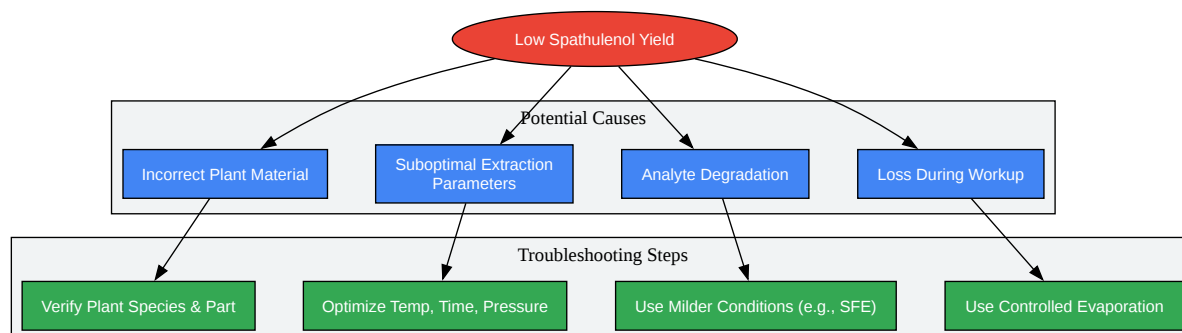 Low Spathulenol Yield
Potential Causes
Incorrect Plant Material
Suboptimal Extraction
Parameters
Analyte Degradation
Loss During Workup
Troubleshooting Steps
Verify Plant Species & Part
Optimize Temp, Time, Pressure
Use Milder Conditions (e.g., SFE)
Use Controlled Evaporation